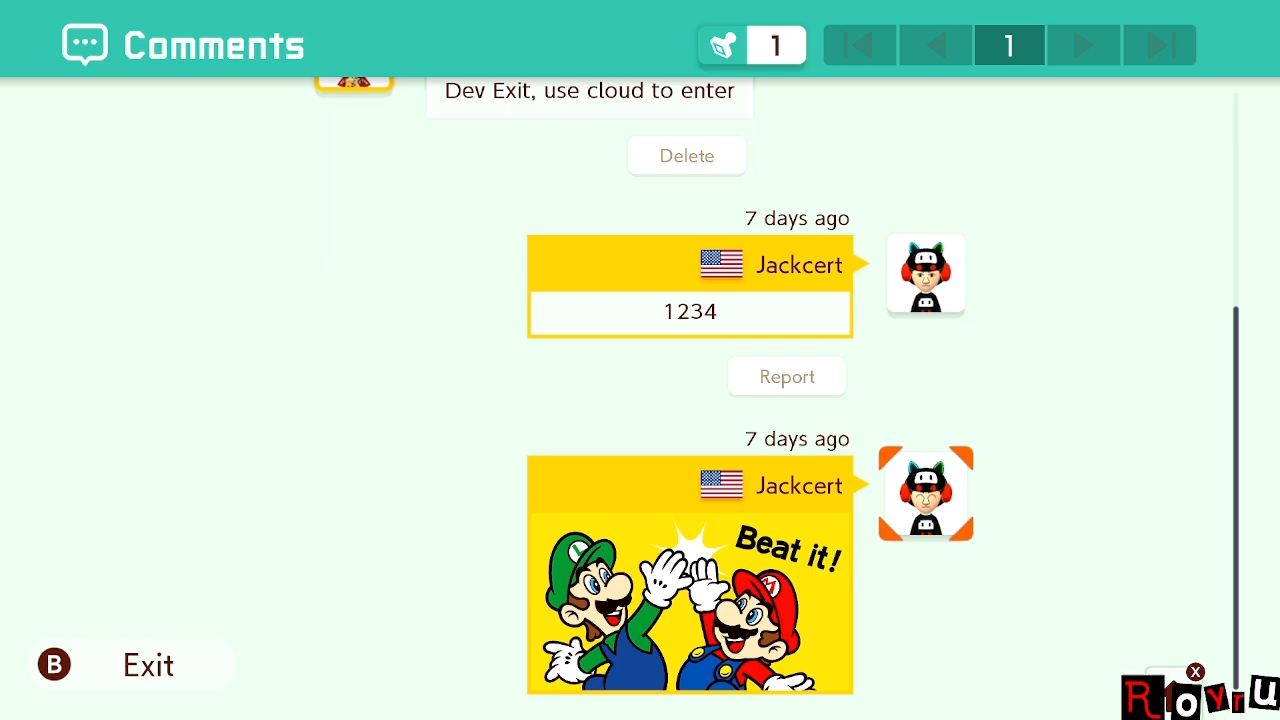 Comments
1
1
Dev Exit, use cloud to enter
Delete
7 days ago
Jackcert
1234
Report
7 days ago
Jackcert
Beat it!
L
M
B Exit
X